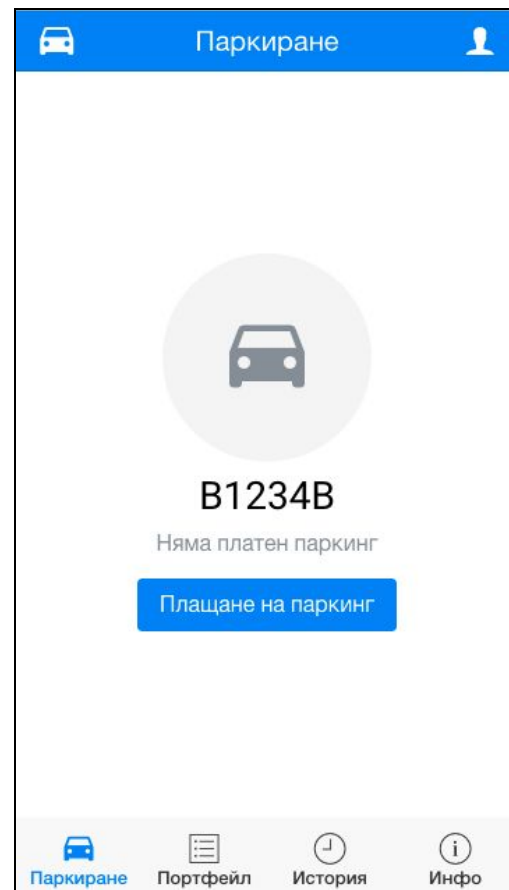 Паркиране
B1234B
Няма платен паркинг
Плащане на паркинг
Паркиране Портфейл История Инфо